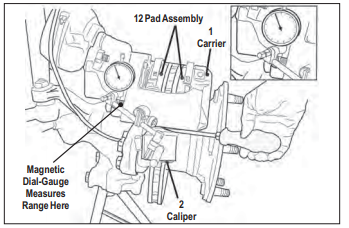 12 Pad Assembly
1
Carrier
Magnetic
Dial-Gauge
Measures
Range Here
2
Caliper